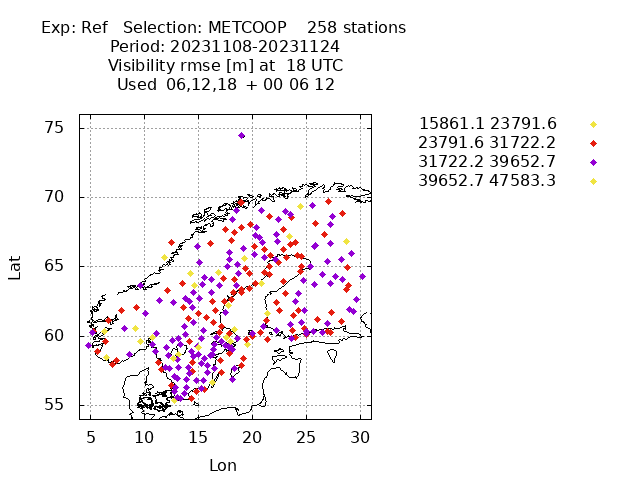 Exp: Ref   Selection: METCOOP    258 stations
Period: 20231108-20231124
Visibility rmse [m] at  18 UTC
Used  06,12,18  + 00 06 12
15861.1 23791.6
23791.6 31722.2
31722.2 39652.7
39652.7 47583.3
75
70
65
60
55
Lat
5 10 15 20 25 30
Lon